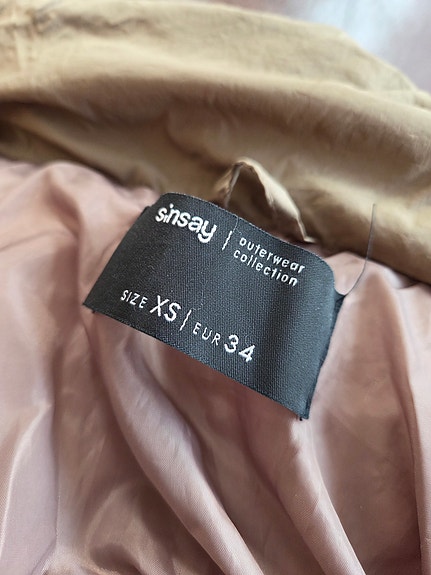 sinsay | outerwear
collection
SIZE XS | EUR 34